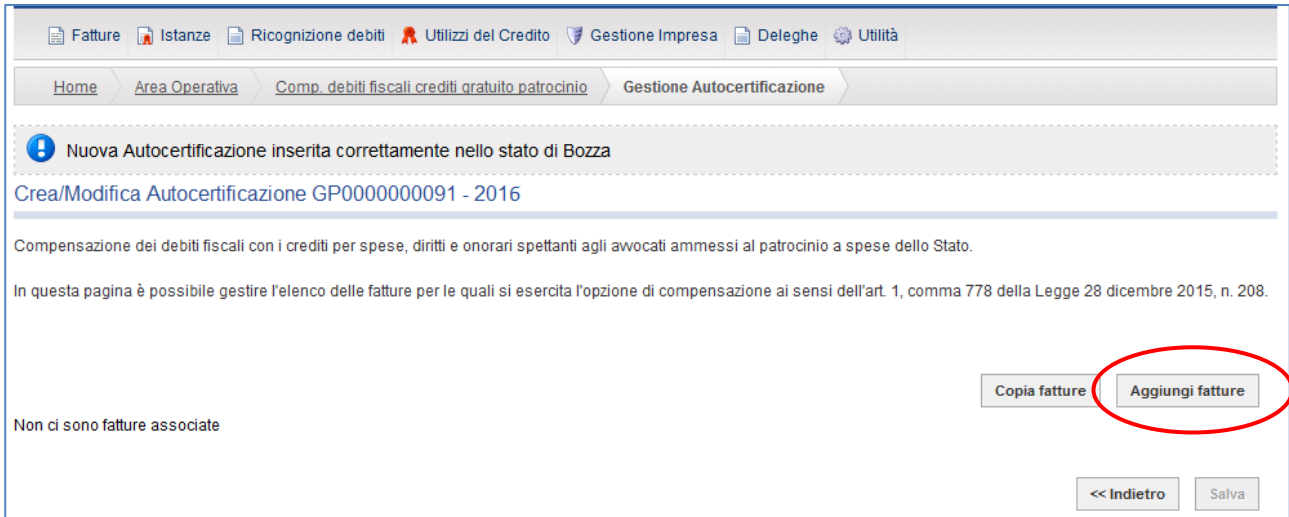 Fatture Istanze Ricognizione debiti Utilizzi del Credito Gestione Impresa Deleghe Utilità
Home Area Operativa Comp. debiti fiscali crediti gratuito patrocinio Gestione Autocertificazione
Nuova Autocertificazione inserita correttamente nello stato di Bozza
Crea/Modifica Autocertificazione GP0000000091 - 2016
Compensazione dei debiti fiscali con i crediti per spese, diritti e onorari spettanti agli avvocati ammessi al patrocinio a spese dello Stato.
In questa pagina è possibile gestire l'elenco delle fatture per le quali si esercita l'opzione di compensazione ai sensi dell'art. 1, comma 778 della Legge 28 dicembre 2015, n. 208.
Copia fatture Aggiungi fatture
Non ci sono fatture associate
<< Indietro Salva